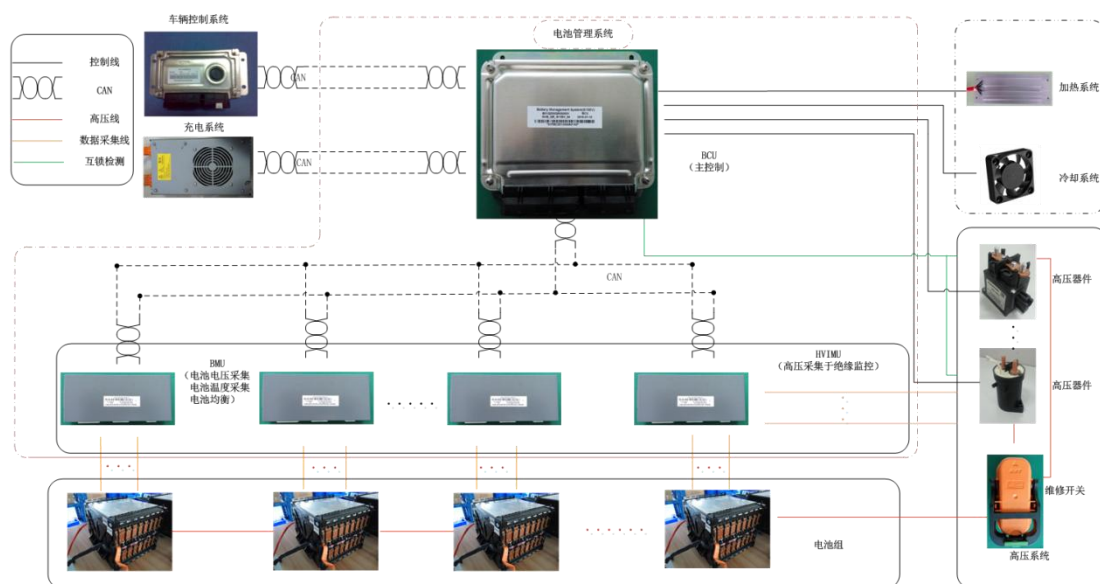 车辆控制系统
控制线
CAN
高压线
数据采集线
互锁检测
充电系统
CAN
CAN
电池管理系统
BCU
(主控制)
加热系统
冷却系统
CAN
BMU
(电池电压采集
电池温度采集
电池均衡)
HVIMU
(高压采集于绝缘监控)
高压器件
高压器件
维修开关
高压系统
电池组